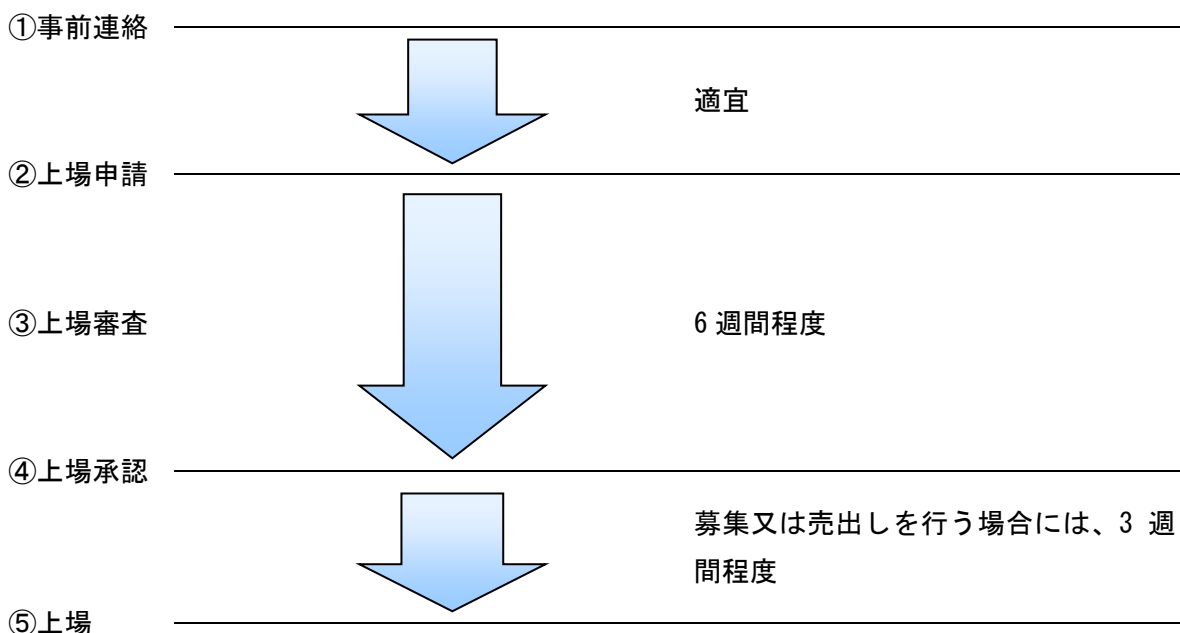 ①事前連絡
適宜
②上場申請
③上場審査
6 週間程度
④上場承認
募集又は売出しを行う場合には、3 週
間程度
⑤上場